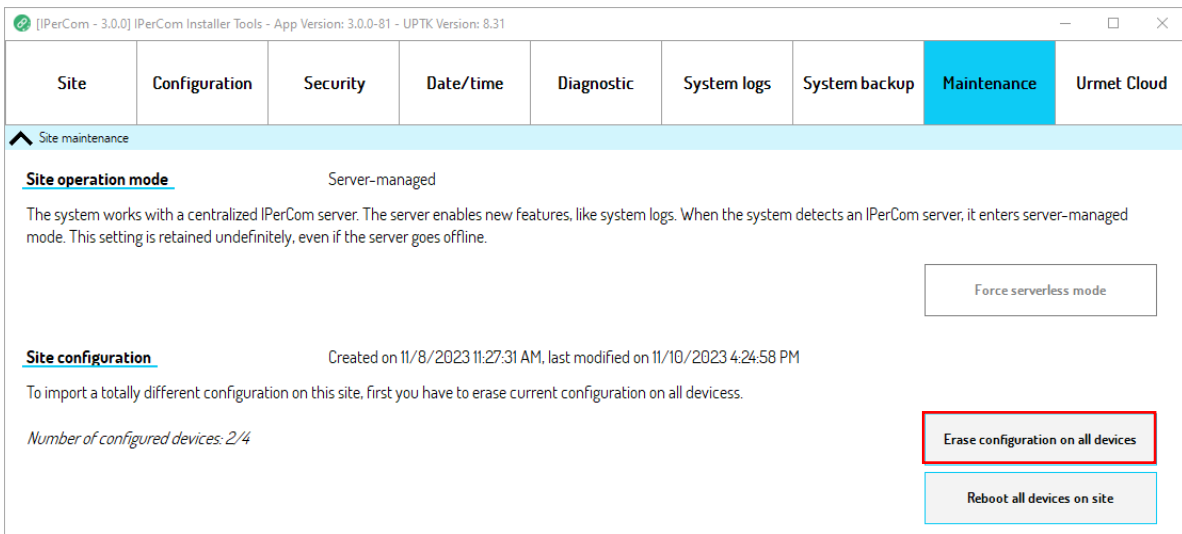 [IPerCom - 3.0.0] IPerCom Installer Tools - App Version: 3.0.0-81 - UPTK Version: 8.31
Site Configuration Security Date/time Diagnostic System logs System backup Maintenance Urmet Cloud
Site maintenance
Site operation mode Server-managed
The system works with a centralized IPerCom server. The server enables new features, like system logs. When the system detects an IPerCom server, it enters server-managed
mode. This setting is retained undefinitely, even if the server goes offline.
Force serverless mode
Site configuration Created on 11/8/2023 11:27:31 AM, last modified on 11/10/2023 4:24:58 PM
To import a totally different configuration on this site, first you have to erase current configuration on all devicess.
Number of configured devices: 2/4
Erase configuration on all devices
Reboot all devices on site